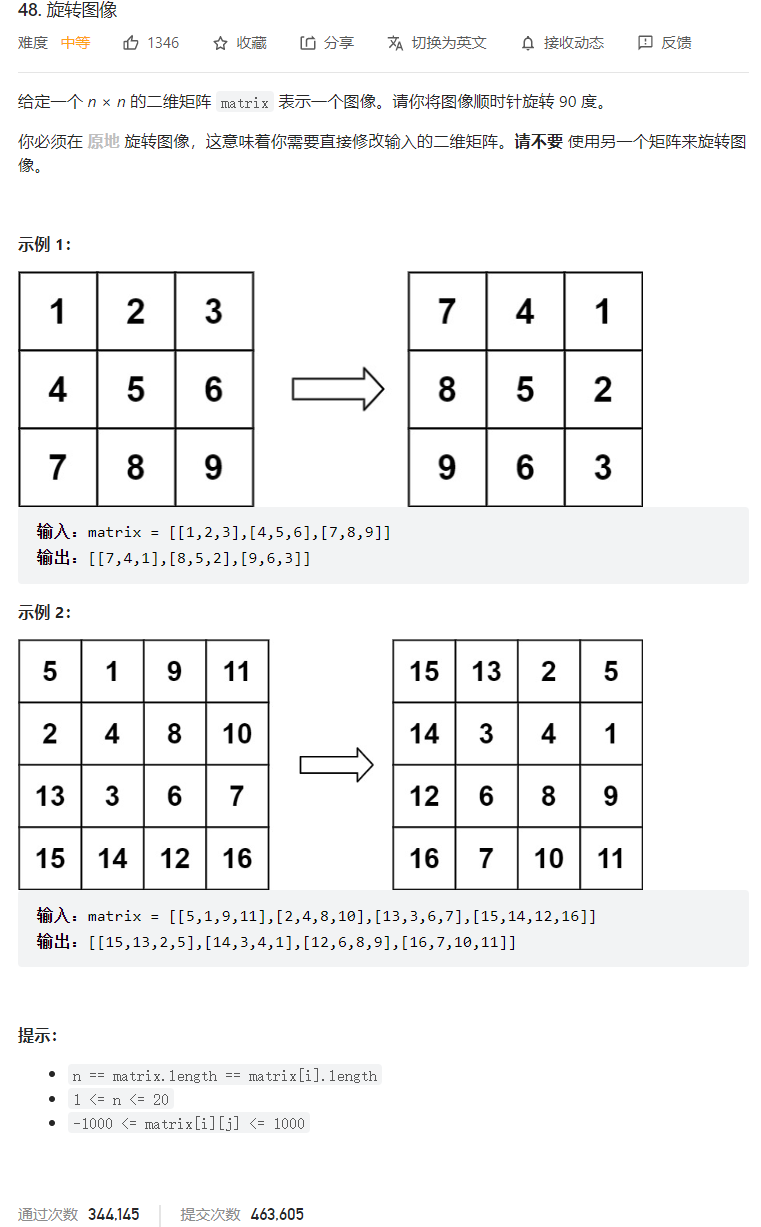 48. 旋转图像
难度 中等 1346 收藏 分享 切换为英文 接收动态 反馈
给定一个 n × n 的二维矩阵 matrix 表示一个图像。请你将图像顺时针旋转 90 度。
你必须在 原地 旋转图像，这意味着你需要直接修改输入的二维矩阵。请不要 使用另一个矩阵来旋转图
像。
示例 1：
1 2 3 7 4 1
4 5 6 8 5 2
7 8 9 9 6 3
输入：matrix = [[1,2,3],[4,5,6],[7,8,9]]
输出：[[7,4,1],[8,5,2],[9,6,3]]
示例 2：
5 1 9 11 15 13 2 5
2 4 8 10 14 3 4 1
13 3 6 7 12 6 8 9
15 14 12 16 16 7 10 11
输入：matrix = [[5,1,9,11],[2,4,8,10],[13,3,6,7],[15,14,12,16]]
输出：[[15,13,2,5],[14,3,4,1],[12,6,8,9],[16,7,10,11]]
提示：
n == matrix.length == matrix[i].length
1 <= n <= 20
-1000 <= matrix[i][j] <= 1000
通过次数 344,145 提交次数 463,605